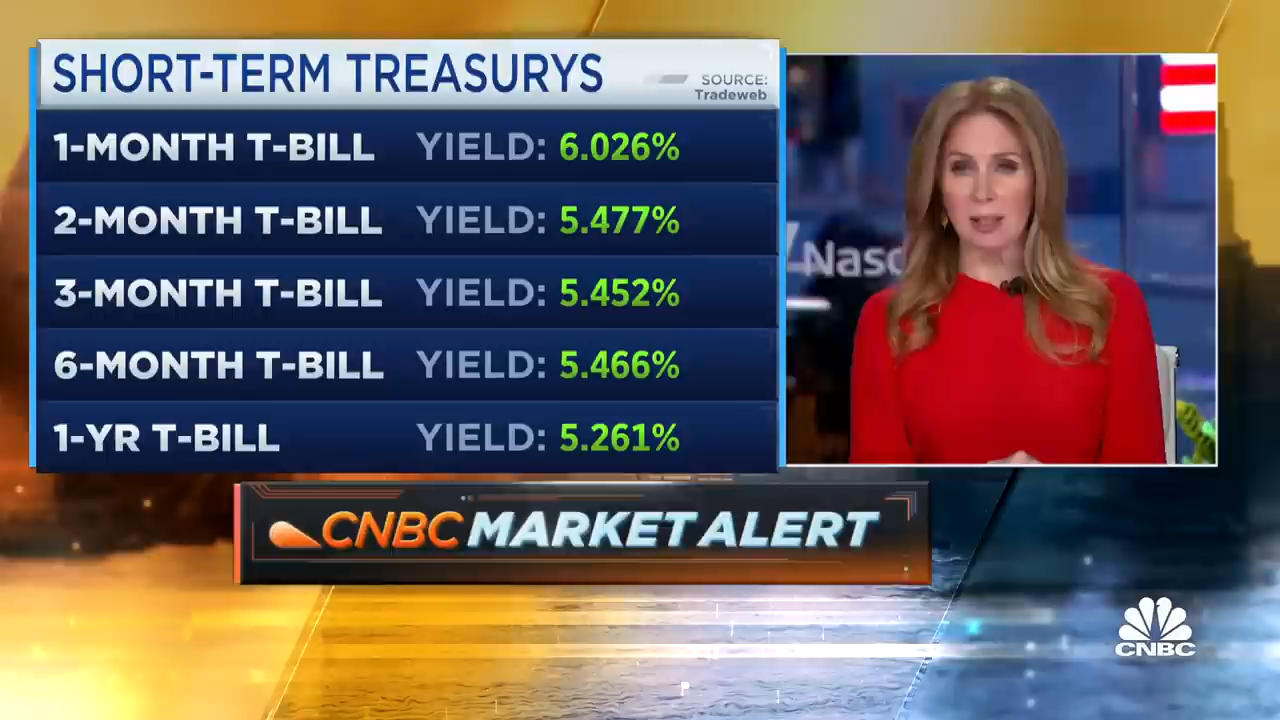 SHORT-TERM TREASURYS
SOURCE:
Tradeweb
1-MONTH T-BILL YIELD: 6.026%
2-MONTH T-BILL YIELD: 5.477%
3-MONTH T-BILL YIELD: 5.452%
6-MONTH T-BILL YIELD: 5.466%
1-YR T-BILL YIELD: 5.261%
Nasd
CNBC MARKET ALERT
CNBC
P